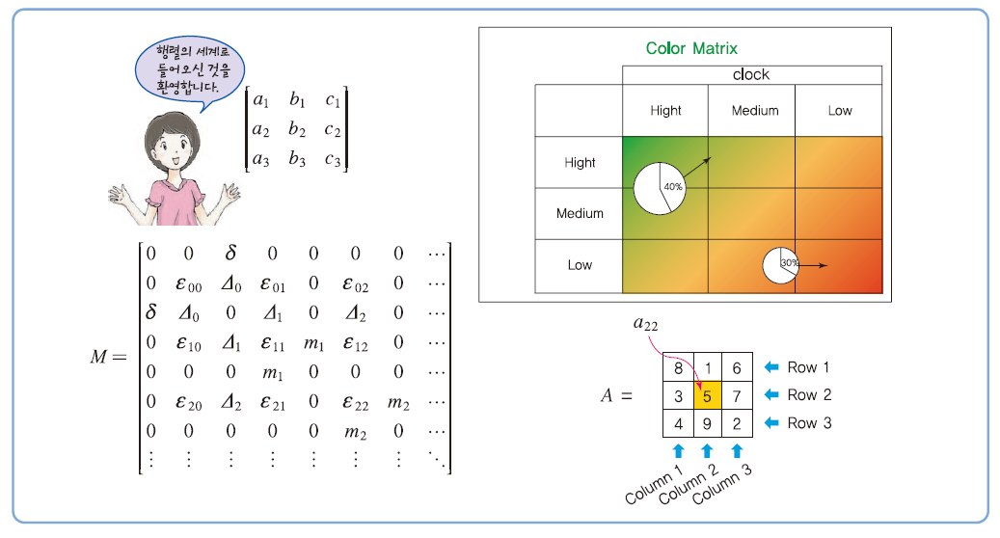 행렬의 세계로
들어오신 것을
환영합니다.
a₁ b₁ c₁
a₂ b₂ c₂
a₃ b₃ c₃
M =
0 0 δ 0 0 0 0 ⋯
0 ε₀₀ Δ₀ ε₀₁ 0 ε₀₂ 0 ⋯
δ Δ₀ 0 Δ₁ 0 Δ₂ 0 ⋯
0 ε₁₀ Δ₁ ε₁₁ m₁ ε₁₂ 0 ⋯
0 0 0 m₁ 0 0 0 ⋯
0 ε₂₀ Δ₂ ε₂₁ 0 ε₂₂ m₂ ⋯
0 0 0 0 0 m₂ 0 ⋯
⋮ ⋮ ⋮ ⋮ ⋮ ⋮ ⋮ ⋱
Color Matrix
clock
Hight Medium Low
Hight
40%
Medium
Low
30%
a₂₂
A =
8 1 6 Row 1
3 5 7 Row 2
4 9 2 Row 3
Column 1 Column 2 Column 3